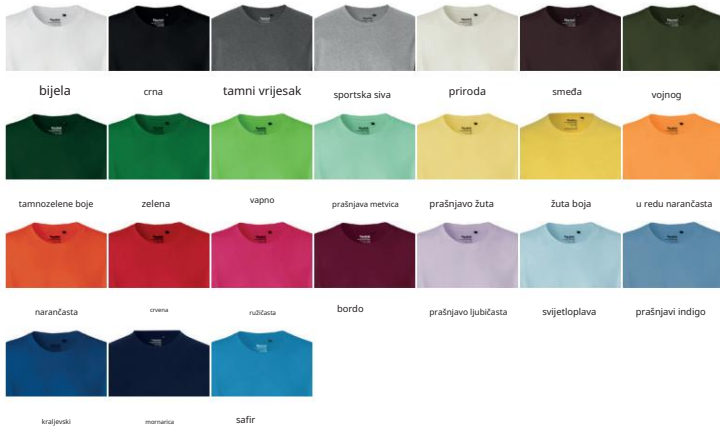 bijela
crna
tamni vrijesak
sportska siva
priroda
smeđa
vojnog
tamnozelene boje
zelena
vapno
prašnjava metvica
prašnjavo žuta
žuta boja
u redu narančasta
narančasta
crvena
ružičasta
bordo
prašnjavo ljubičasta
svijetloplava
prašnjavi indigo
kraljevski
mornarica
safir